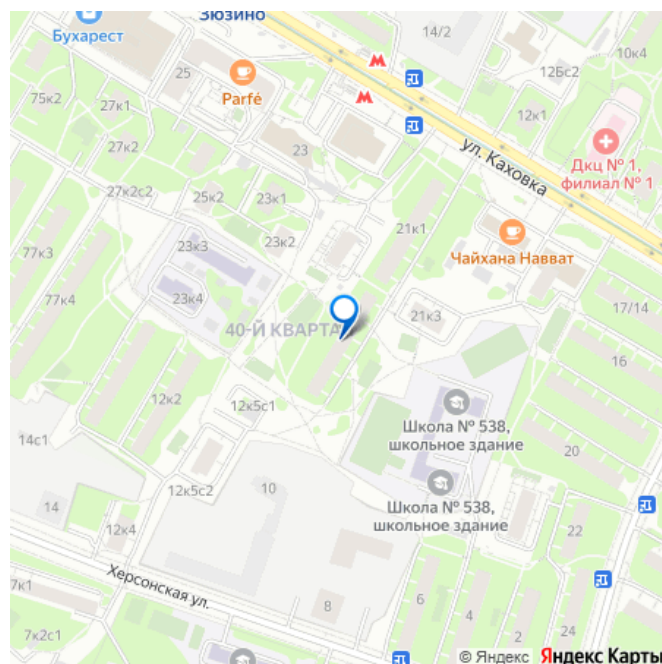 Зюзино
Бухарест
14/2
10к4
12Бс2
25
Parfé
75к2
27к1
12к1
ул. Каховка
Дкц № 1,
филиал № 1
27к2
23
27к2с2
25к2
23к1
21к1
23к2
23к3
Чайхана Навват
77к3
77к4
23к4
17/14
40-Й КВАРТА
21к3
16
12к2
12к5с1
Школа № 538,
школьное здание
14с1
20
12к5с2
10
Школа № 538,
школьное здание
14
12к4
22
Херсонская ул.
7к1
8
6
4
2
24
7к2с1
© Яндекс Яндекс Карты